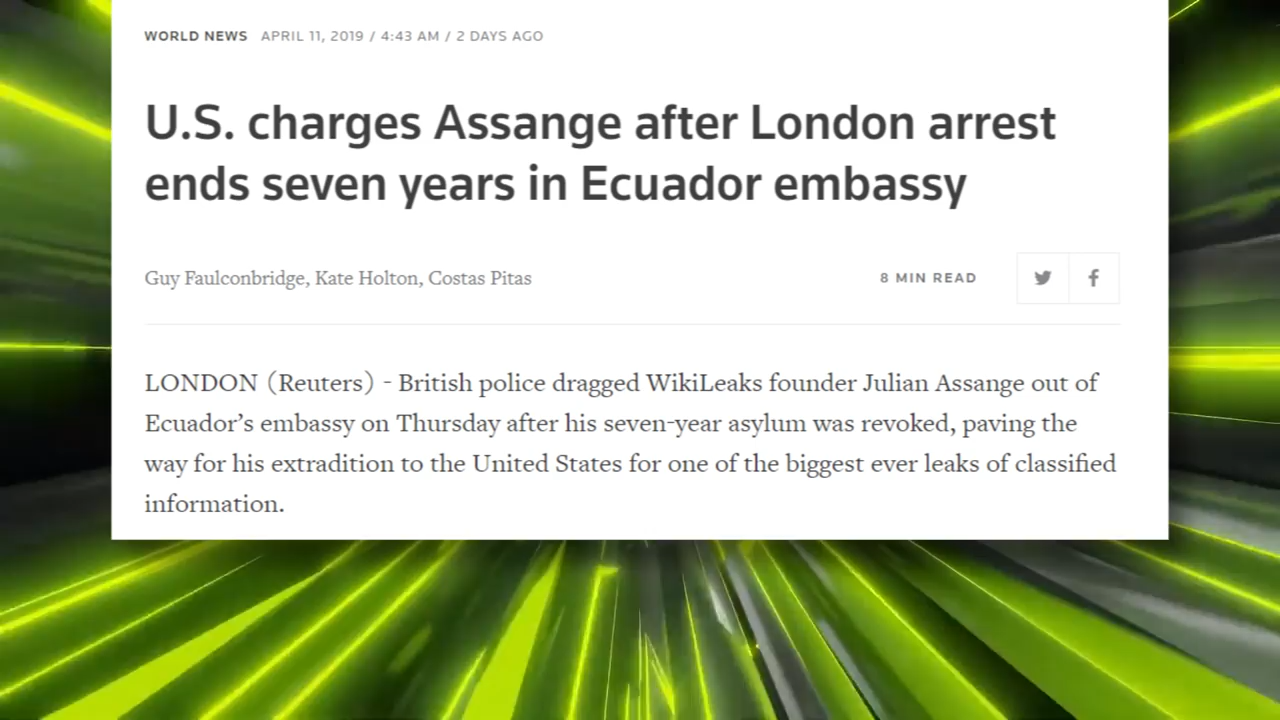 WORLD NEWS APRIL 11, 2019 / 4:43 AM / 2 DAYS AGO
U.S. charges Assange after London arrest
ends seven years in Ecuador embassy
Guy Faulconbridge, Kate Holton, Costas Pitas
8 MIN READ
LONDON (Reuters) - British police dragged WikiLeaks founder Julian Assange out of
Ecuador’s embassy on Thursday after his seven-year asylum was revoked, paving the
way for his extradition to the United States for one of the biggest ever leaks of classified
information.